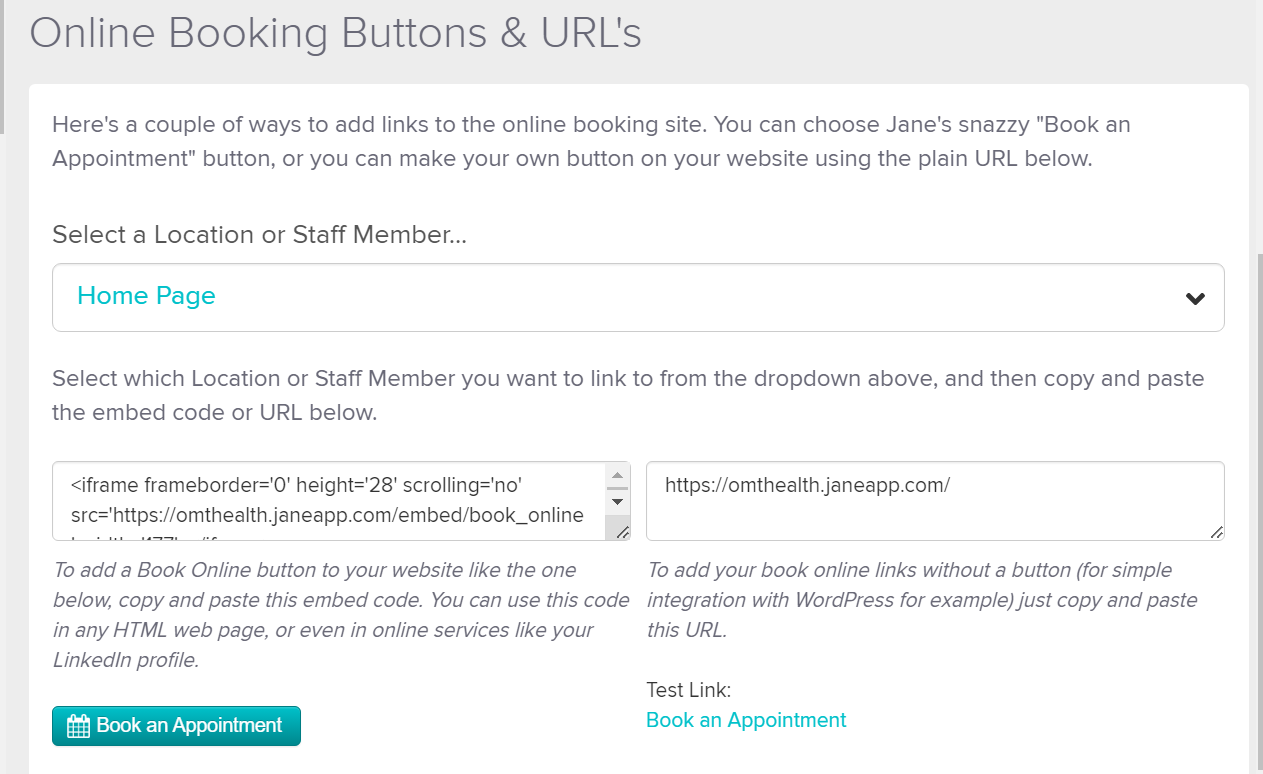 Online Booking Buttons & URL's
Here's a couple of ways to add links to the online booking site. You can choose Jane's snazzy "Book an
Appointment" button, or you can make your own button on your website using the plain URL below.
Select a Location or Staff Member...
Home Page
Select which Location or Staff Member you want to link to from the dropdown above, and then copy and paste
the embed code or URL below.
<iframe frameborder='0' height='28' scrolling='no'
src='https://omthealth.janeapp.com/embed/book_online
https://omthealth.janeapp.com/
To add a Book Online button to your website like the one
below, copy and paste this embed code. You can use this code
in any HTML web page, or even in online services like your
LinkedIn profile.
Book an Appointment
To add your book online links without a button (for simple
integration with WordPress for example) just copy and paste
this URL.
Test Link:
Book an Appointment